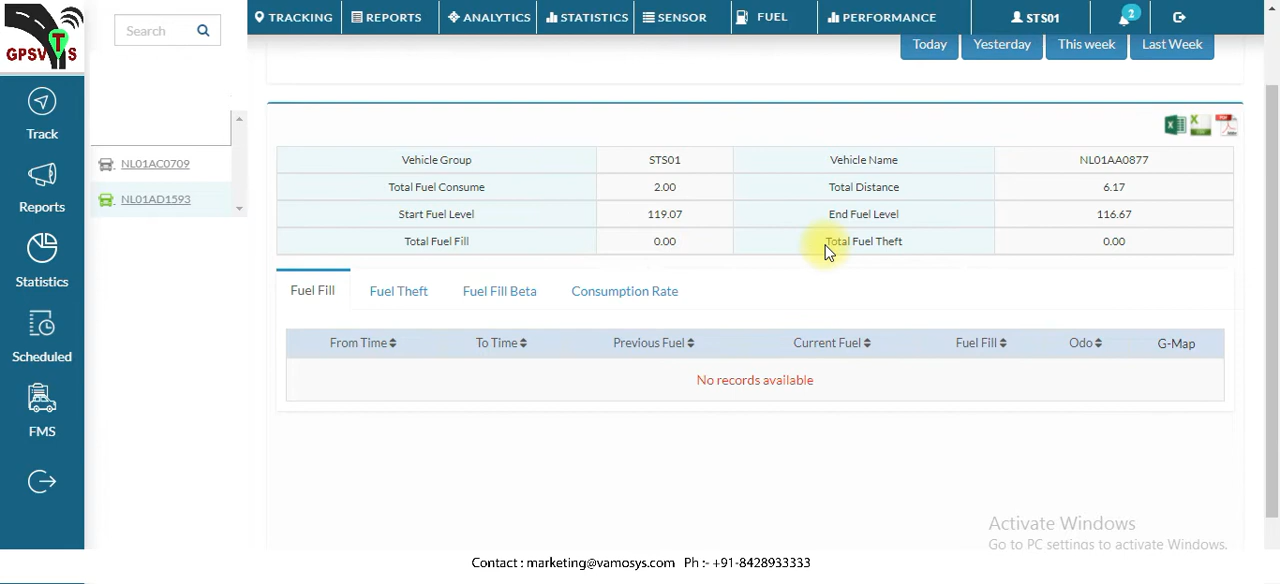 GPSVTS
Search
TRACKING
REPORTS
ANALYTICS
STATISTICS
SENSOR
FUEL
PERFORMANCE
STS01
2
Today
Yesterday
This week
Last Week
Track
Reports
Statistics
Scheduled
FMS
NL01AC0709
NL01AD1593
Vehicle Group STS01 Vehicle Name NL01AA0877
Total Fuel Consume 2.00 Total Distance 6.17
Start Fuel Level 119.07 End Fuel Level 116.67
Total Fuel Fill 0.00 Total Fuel Theft 0.00
Fuel Fill Fuel Theft Fuel Fill Beta Consumption Rate
From Time To Time Previous Fuel Current Fuel Fuel Fill Odo G-Map
No records available
Activate Windows
Go to PC settings to activate Windows.
Contact : marketing@vamosys.com Ph :- +91-8428933333